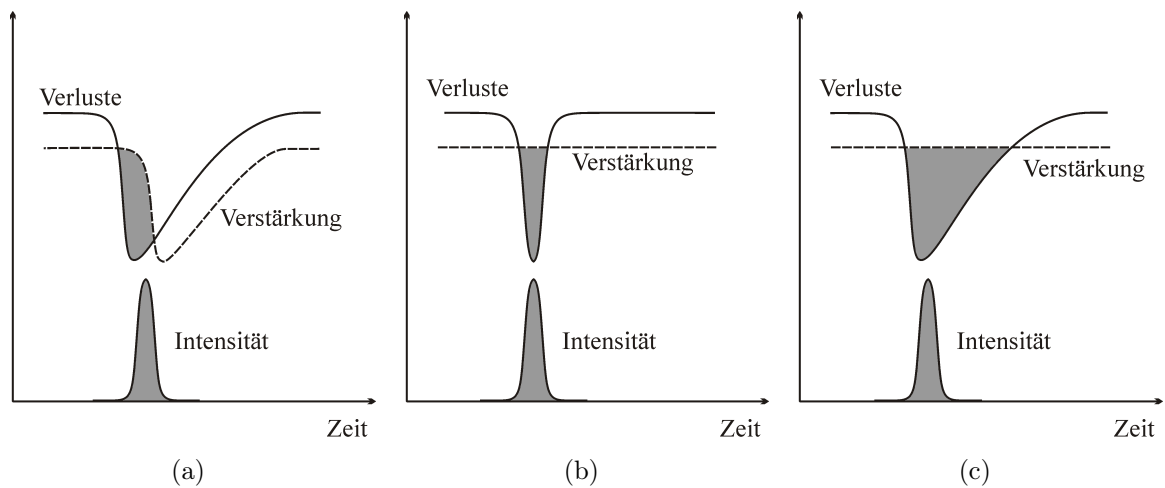 Verluste
Verstärkung
Intensität
Zeit
(a)
Verluste
Verstärkung
Intensität
Zeit
(b)
Verluste
Verstärkung
Intensität
Zeit
(c)